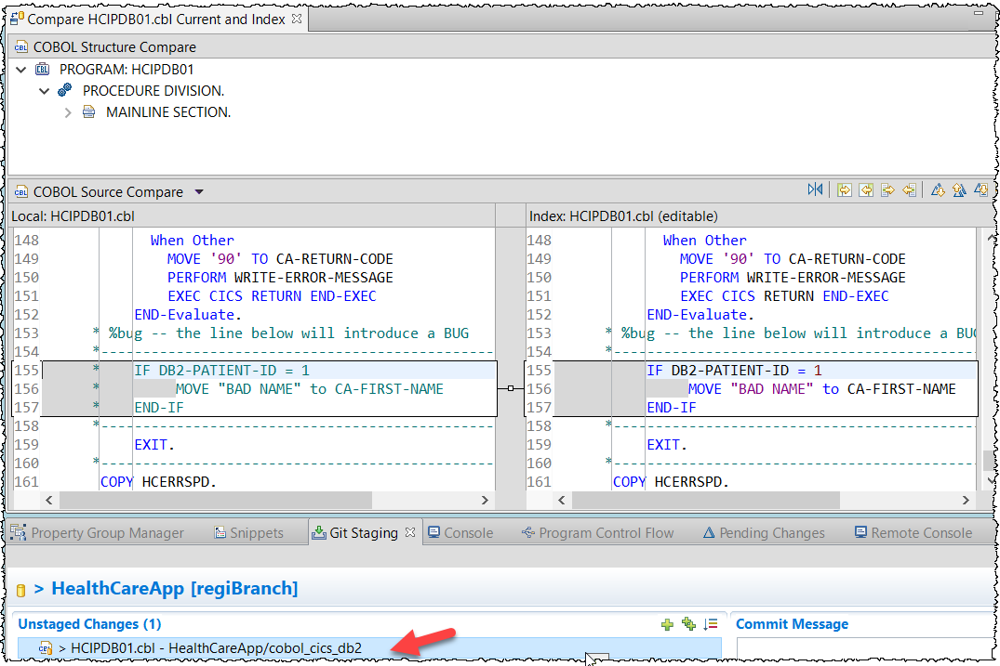 Compare HCIPDB01.cbl Current and Index
COBOL Structure Compare
PROGRAM: HCIPDB01
PROCEDURE DIVISION.
MAINLINE SECTION.
COBOL Source Compare
Local: HCIPDB01.cbl
148 When Other
149 MOVE '90' TO CA-RETURN-CODE
150 PERFORM WRITE-ERROR-MESSAGE
151 EXEC CICS RETURN END-EXEC
152 END-Evaluate.
153 * %bug -- the line below will introduce a BUG
154 *--------------------------------------------------
155 * IF DB2-PATIENT-ID = 1
156 * MOVE "BAD NAME" to CA-FIRST-NAME
157 * END-IF
158 *--------------------------------------------------
159 EXIT.
160 *--------------------------------------------------
161 COPY HCERRSPD.
Index: HCIPDB01.cbl (editable)
148 When Other
149 MOVE '90' TO CA-RETURN-CODE
150 PERFORM WRITE-ERROR-MESSAGE
151 EXEC CICS RETURN END-EXEC
152 END-Evaluate.
153 * %bug -- the line below will introduce a BUG
154 *----------------------------------------------
155 IF DB2-PATIENT-ID = 1
156 MOVE "BAD NAME" to CA-FIRST-NAME
157 END-IF
158 *----------------------------------------------
159 EXIT.
160 *----------------------------------------------
161 COPY HCERRSPD.
Property Group Manager Snippets Git Staging Console Program Control Flow Pending Changes Remote Console
> HealthCareApp [regiBranch]
Unstaged Changes (1)
> HCIPDB01.cbl - HealthCareApp/cobol_cics_db2
Commit Message